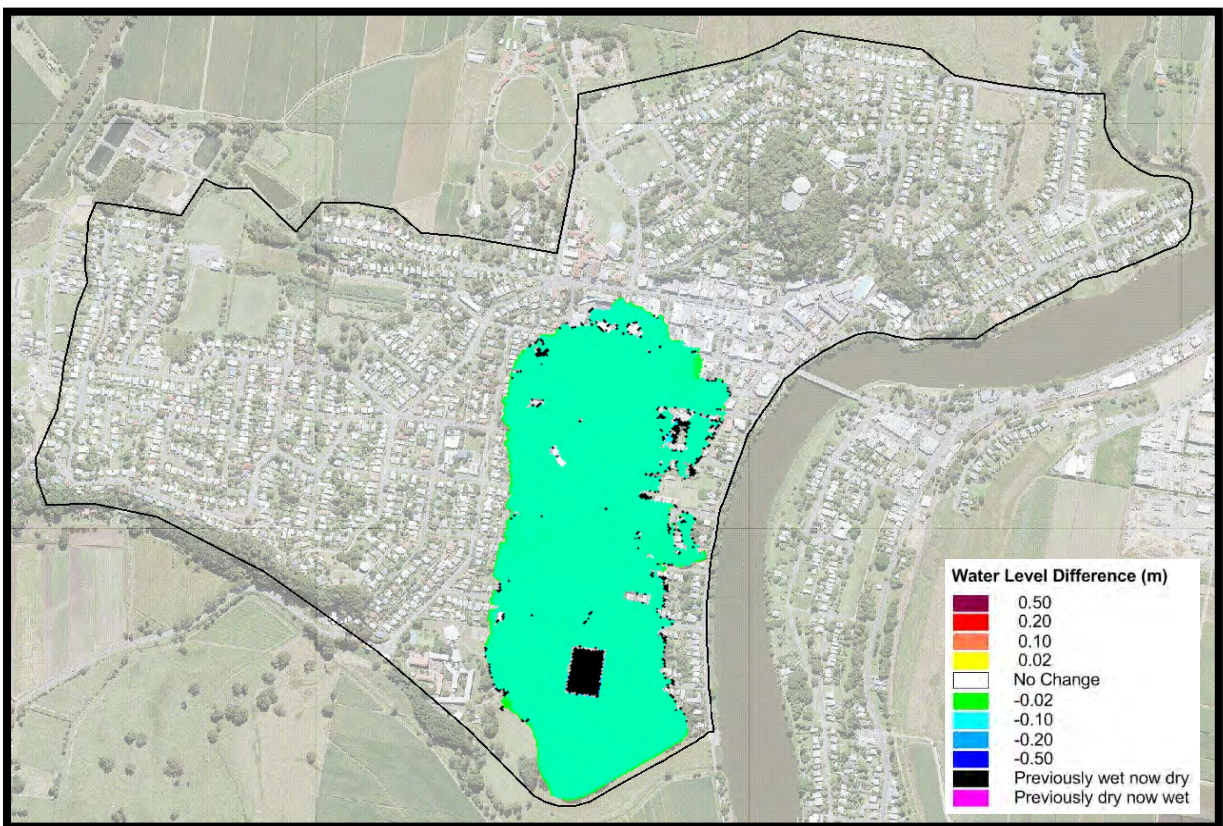 Water Level Difference (m)
0.50
0.20
0.10
0.02
No Change
-0.02
-0.10
-0.20
-0.50
Previously wet now dry
Previously dry now wet